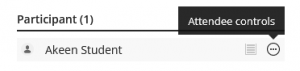 Participant (1)
Attendee controls
Akeen Student